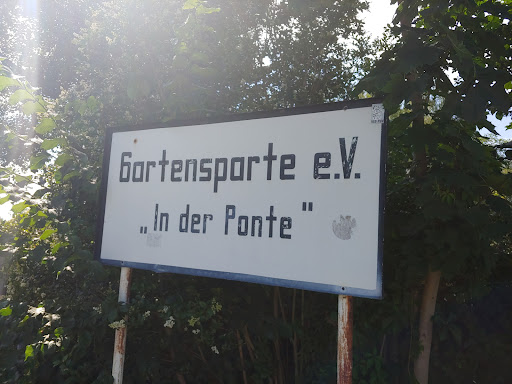 Gartensparte e.V.
„In der Ponte"